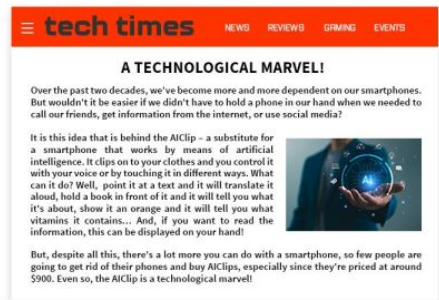 tech times
NEWS REVIEWS GAMING EVENTS
A TECHNOLOGICAL MARVEL!
Over the past two decades, we've become more and more dependent on our smartphones.
But wouldn't it be easier if we didn't have to hold a phone in our hand when we needed to
call our friends, get information from the internet, or use social media?
It is this idea that is behind the AIClip – a substitute for
a smartphone that works by means of artificial
intelligence. It clips on to your clothes and you control it
with your voice or by touching it in different ways. What
can it do? Well, point it at a text and it will translate it
aloud, hold a book in front of it and it will tell you what
it's about, show it an orange and it will tell you what
vitamins it contains... And, if you want to read the
information, this can be displayed on your hand!
AI
But, despite all this, there's a lot more you can do with a smartphone, so few people are
going to get rid of their phones and buy AIClips, especially since they're priced at around
$900. Even so, the AIClip is a technological marvel!